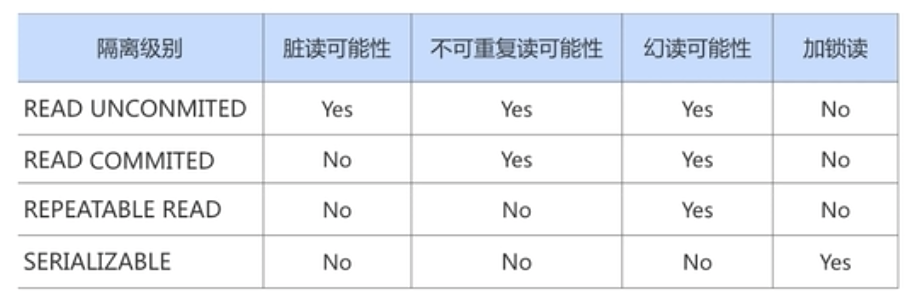 隔离级别 脏读可能性 不可重复读可能性 幻读可能性 加锁读
READ UNCONMITED Yes Yes Yes No
READ COMMITED No Yes Yes No
REPEATABLE READ No No Yes No
SERIALIZABLE No No No Yes